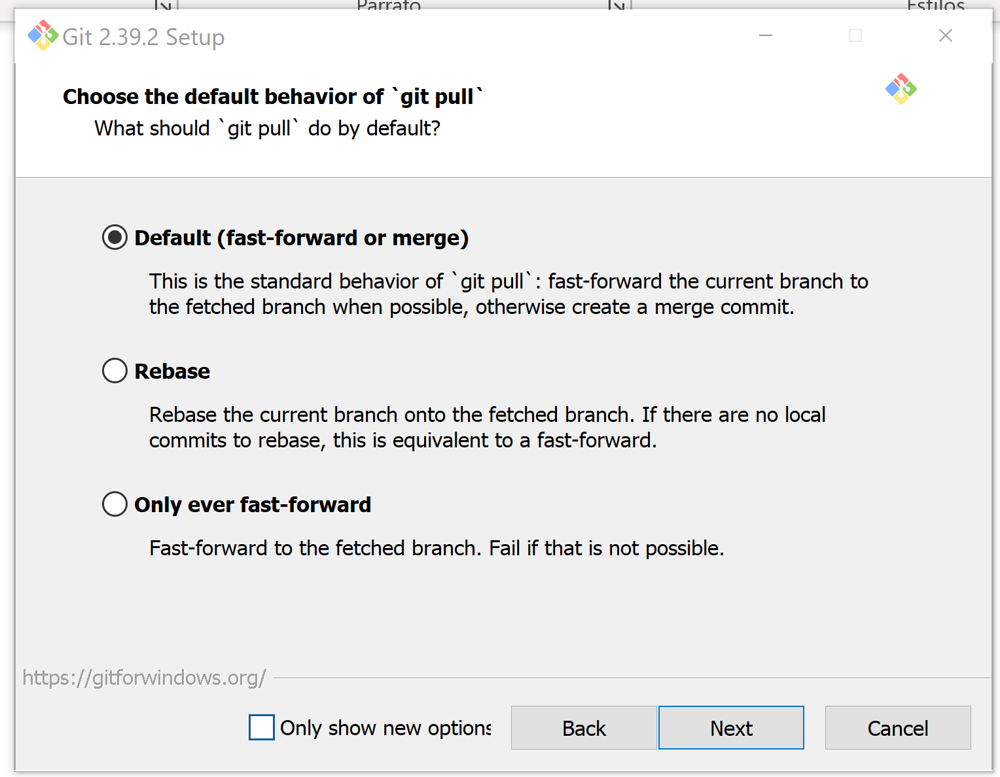 Párrafo
Estilos
Git 2.39.2 Setup
Choose the default behavior of `git pull`
What should `git pull` do by default?
Default (fast-forward or merge)
This is the standard behavior of `git pull`: fast-forward the current branch to
the fetched branch when possible, otherwise create a merge commit.
Rebase
Rebase the current branch onto the fetched branch. If there are no local
commits to rebase, this is equivalent to a fast-forward.
Only ever fast-forward
Fast-forward to the fetched branch. Fail if that is not possible.
https://gitforwindows.org/
Only show new options
Back
Next
Cancel